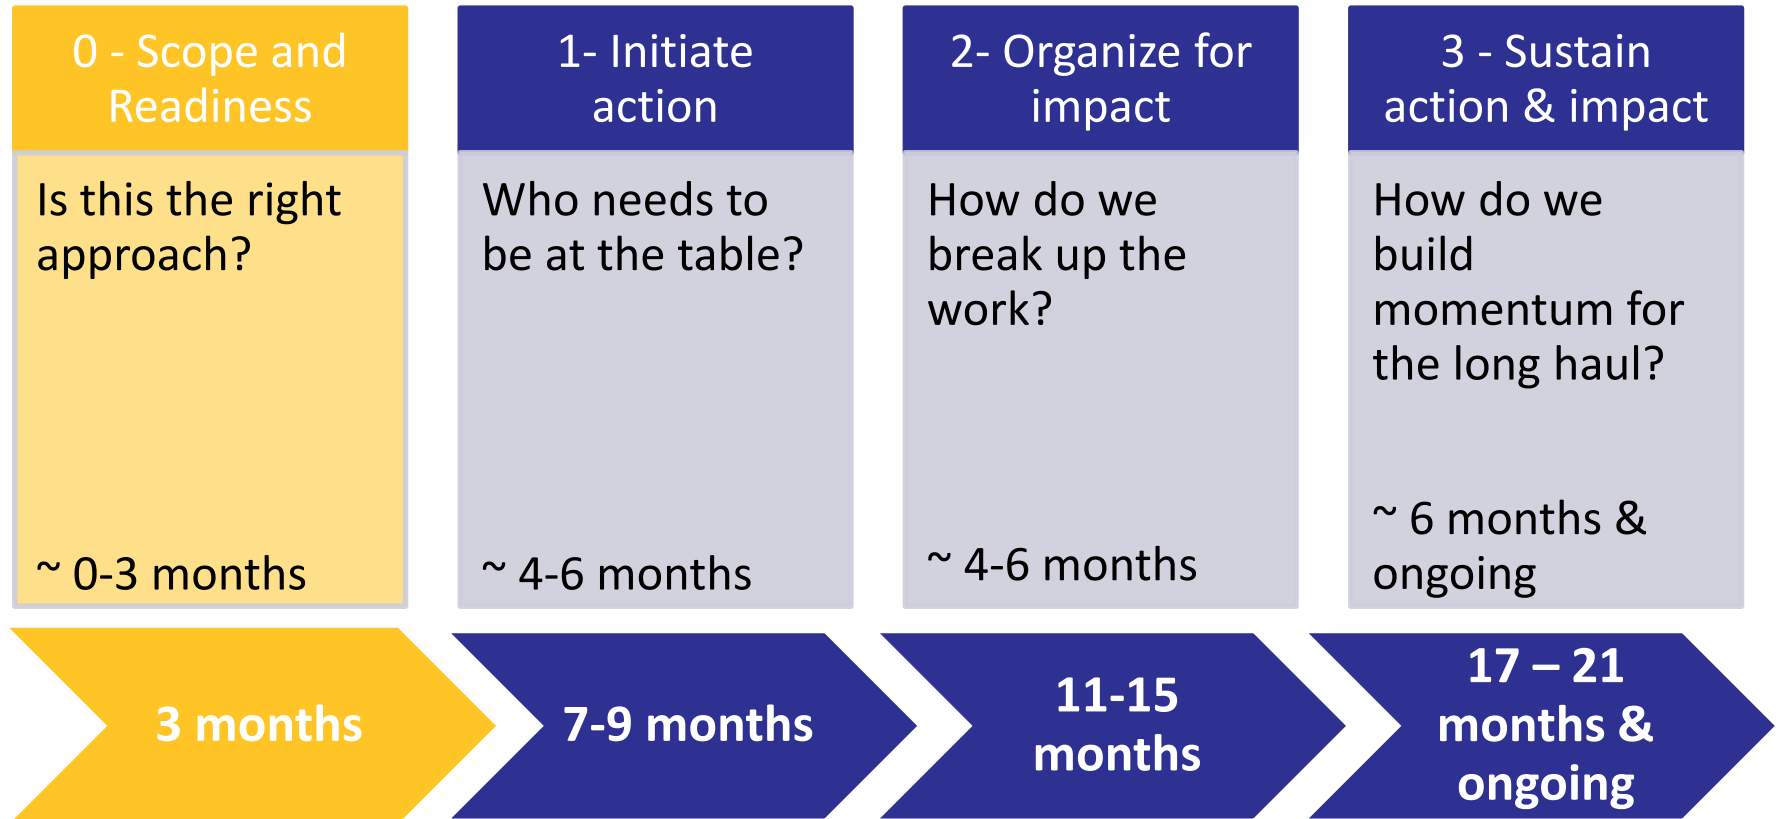 0 - Scope and
Readiness
Is this the right
approach?
~ 0-3 months
1- Initiate
action
Who needs to
be at the table?
~ 4-6 months
2- Organize for
impact
How do we
break up the
work?
~ 4-6 months
3 - Sustain
action & impact
How do we
build
momentum for
the long haul?
~ 6 months &
ongoing
3 months
7-9 months
11-15
months
17 – 21
months &
ongoing